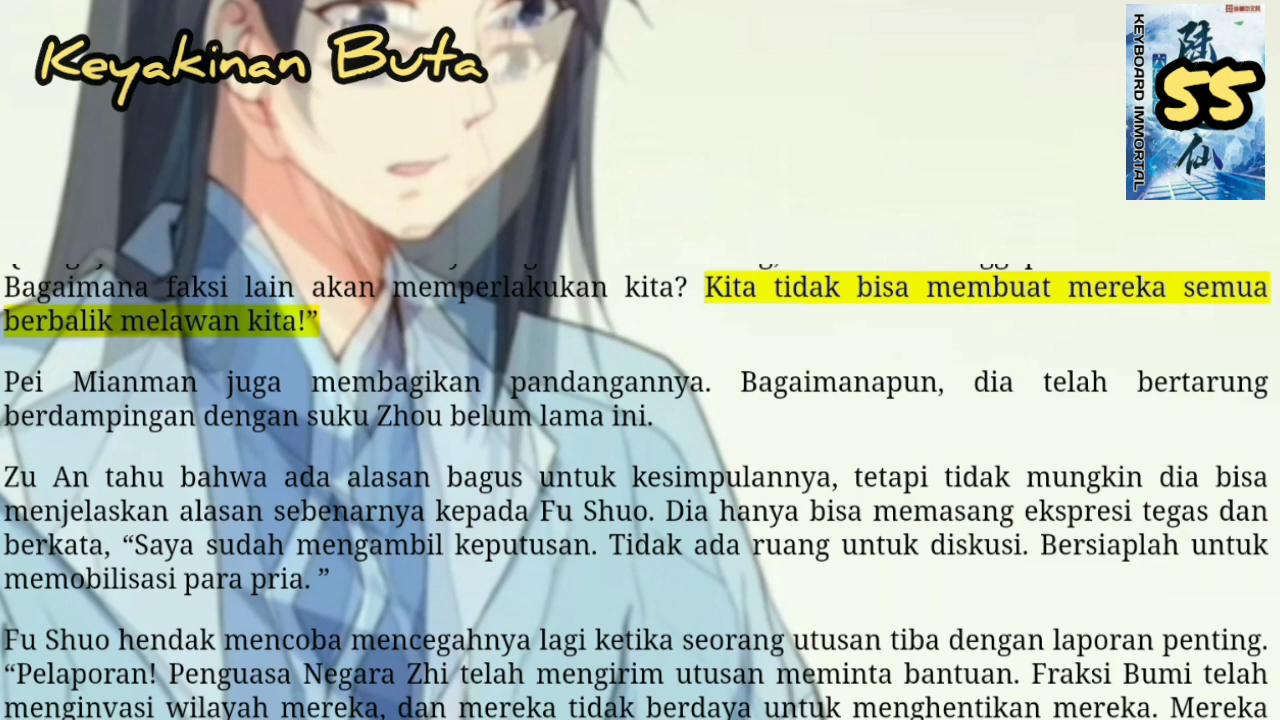 Keyakinan Buta
KEYBOARD IMMORTAL
陆
仙
55
Bagaimana faksi lain akan memperlakukan kita? Kita tidak bisa membuat mereka semua
berbalik melawan kita!”
Pei Mianman juga membagikan pandangannya. Bagaimanapun, dia telah bertarung
berdampingan dengan suku Zhou belum lama ini.
Zu An tahu bahwa ada alasan bagus untuk kesimpulannya, tetapi tidak mungkin dia bisa
menjelaskan alasan sebenarnya kepada Fu Shuo. Dia hanya bisa memasang ekspresi tegas dan
berkata, “Saya sudah mengambil keputusan. Tidak ada ruang untuk diskusi. Bersiaplah untuk
memobilisasi para pria. ”
Fu Shuo hendak mencoba mencegahnya lagi ketika seorang utusan tiba dengan laporan penting.
“Pelaporan! Penguasa Negara Zhi telah mengirim utusan meminta bantuan. Fraksi Bumi telah
menginvasi wilayah mereka, dan mereka tidak berdaya untuk menghentikan mereka. Mereka